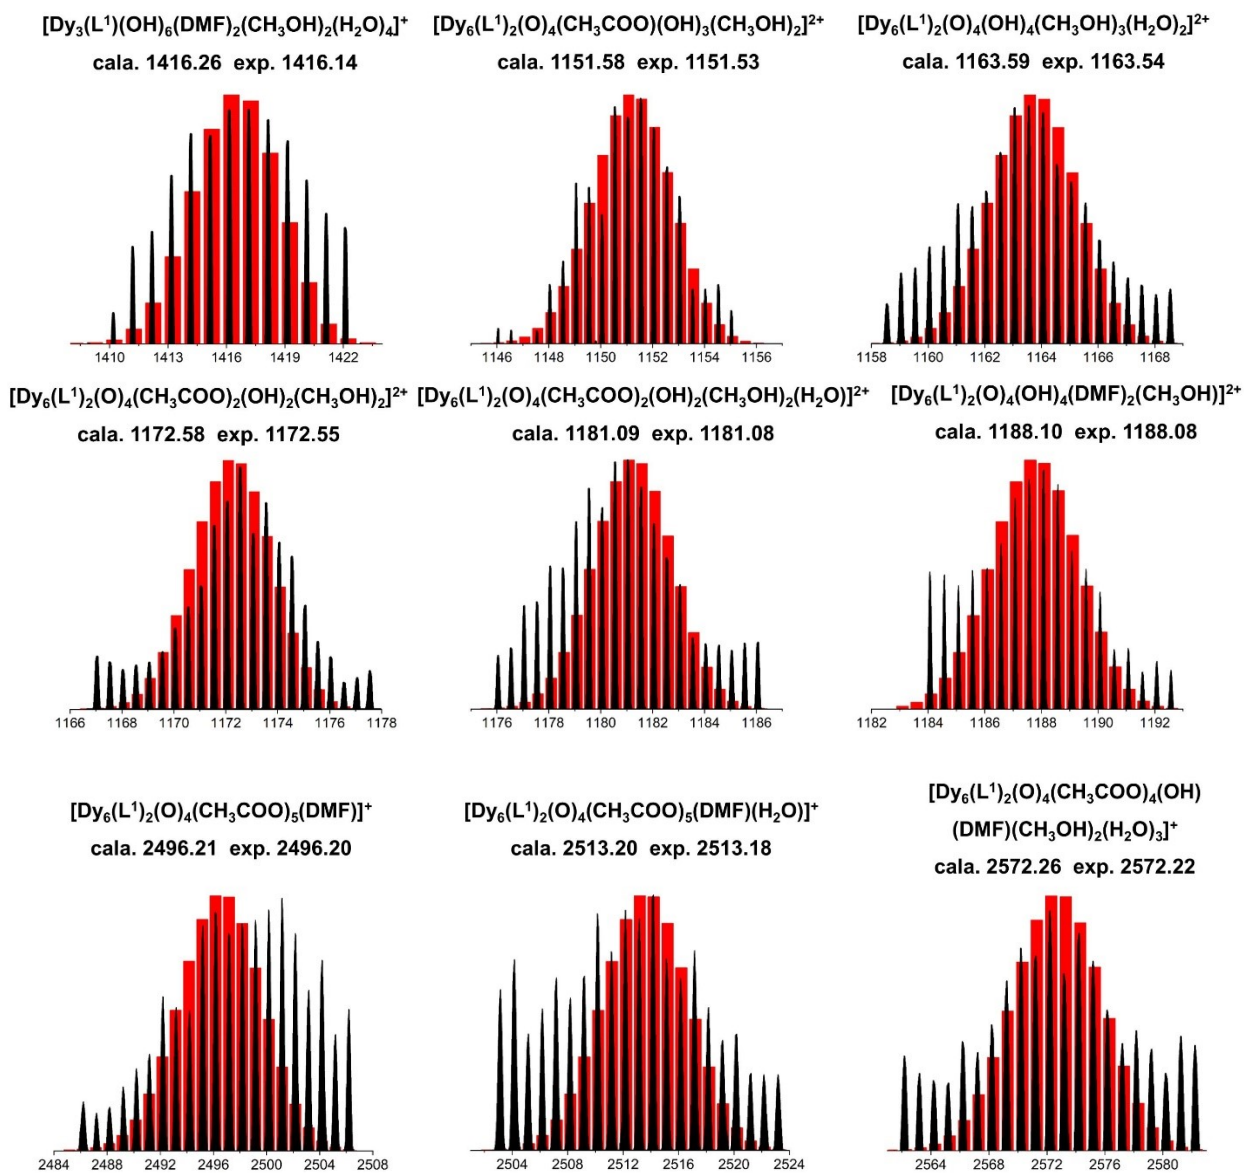 [Dy₃(L¹)(OH)₆(DMF)₂(CH₃OH)₂(H₂O)₄]⁺
cala. 1416.26 exp. 1416.14
1410 1413 1416 1419 1422
[Dy₆(L¹)₂(O)₄(CH₃COO)(OH)₃(CH₃OH)₂]²⁺
cala. 1151.58 exp. 1151.53
1146 1148 1150 1152 1154 1156
[Dy₆(L¹)₂(O)₄(OH)₄(CH₃OH)₃(H₂O)₂]²⁺
cala. 1163.59 exp. 1163.54
1158 1160 1162 1164 1166 1168
[Dy₆(L¹)₂(O)₄(CH₃COO)₂(OH)₂(CH₃OH)₂]²⁺
cala. 1172.58 exp. 1172.55
1166 1168 1170 1172 1174 1176 1178
[Dy₆(L¹)₂(O)₄(CH₃COO)₂(OH)₂(CH₃OH)₂(H₂O)]²⁺
cala. 1181.09 exp. 1181.08
1176 1178 1180 1182 1184 1186
[Dy₆(L¹)₂(O)₄(OH)₄(DMF)₂(CH₃OH)]²⁺
cala. 1188.10 exp. 1188.08
1182 1184 1186 1188 1190 1192
[Dy₆(L¹)₂(O)₄(CH₃COO)₅(DMF)]⁺
cala. 2496.21 exp. 2496.20
2484 2488 2492 2496 2500 2504 2508
[Dy₆(L¹)₂(O)₄(CH₃COO)₅(DMF)(H₂O)]⁺
cala. 2513.20 exp. 2513.18
2504 2508 2512 2516 2520 2524
[Dy₆(L¹)₂(O)₄(CH₃COO)₄(OH)
(DMF)(CH₃OH)₂(H₂O)₃]⁺
cala. 2572.26 exp. 2572.22
2564 2568 2572 2576 2580